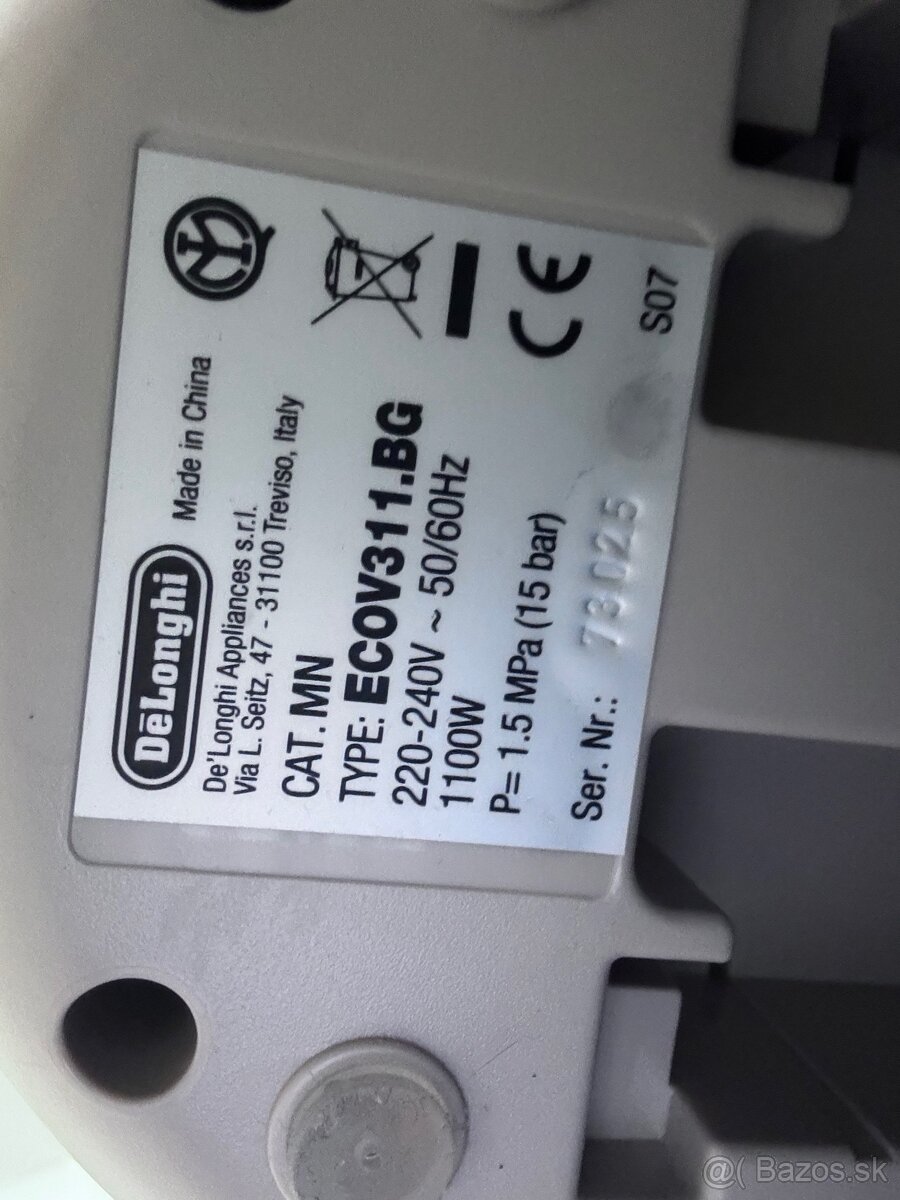 DeLonghi
Made in China
De'Longhi Appliances s.r.l.
Via L. Seitz, 47 - 31100 Treviso, Italy
CAT. MN
TYPE: ECOV311.BG
220-240V ~ 50/60Hz
1100W
P= 1.5 MPa (15 bar)
CE
Ser. Nr.: 73025
S07
@( Bazos.sk